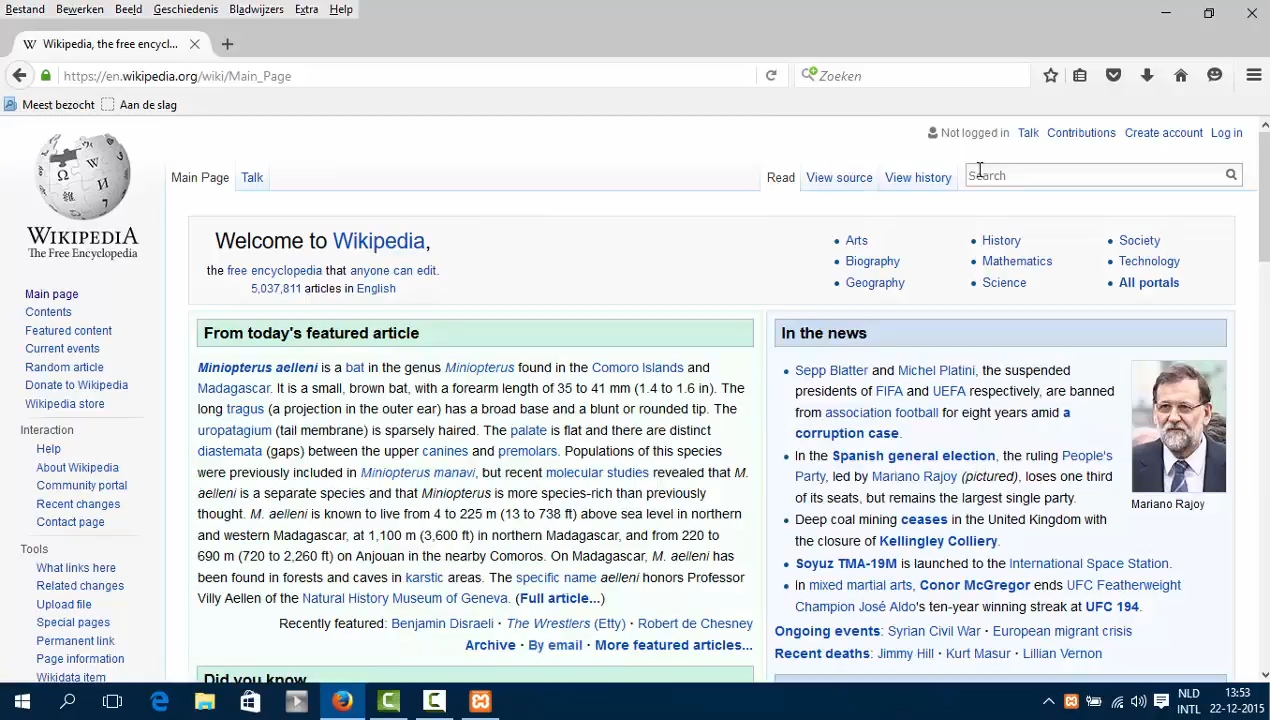 Bestand Bewerken Beeld Geschiedenis Bladwijzers Extra Help
Wikipedia, the free encycl...
https://en.wikipedia.org/wiki/Main_Page
Zoeken
Meest bezocht Aan de slag
Not logged in Talk Contributions Create account Log in
Main Page Talk Read View source View history Search
WIKIPEDIA
The Free Encyclopedia
Main page
Contents
Featured content
Current events
Random article
Donate to Wikipedia
Wikipedia store
Interaction
Help
About Wikipedia
Community portal
Recent changes
Contact page
Tools
What links here
Related changes
Upload file
Special pages
Permanent link
Page information
Wikidata item
Welcome to Wikipedia,
the free encyclopedia that anyone can edit.
5,037,811 articles in English
Arts
Biography
Geography
History
Mathematics
Science
Society
Technology
All portals
From today's featured article
Miniopterus aelleni is a bat in the genus Miniopterus found in the Comoro Islands and
Madagascar. It is a small, brown bat, with a forearm length of 35 to 41 mm (1.4 to 1.6 in). The
long tragus (a projection in the outer ear) has a broad base and a blunt or rounded tip. The
uropatagium (tail membrane) is sparsely haired. The palate is flat and there are distinct
diastemata (gaps) between the upper canines and premolars. Populations of this species
were previously included in Miniopterus manavi, but recent molecular studies revealed that M.
aelleni is a separate species and that Miniopterus is more species-rich than previously
thought. M. aelleni is known to live from 4 to 225 m (13 to 738 ft) above sea level in northern
and western Madagascar, at 1,100 m (3,600 ft) in northern Madagascar, and from 220 to
690 m (720 to 2,260 ft) on Anjouan in the nearby Comoros. On Madagascar, M. aelleni has
been found in forests and caves in karstic areas. The specific name aelleni honors Professor
Villy Aellen of the Natural History Museum of Geneva. (Full article...)
Recently featured: Benjamin Disraeli · The Wrestlers (Etty) · Robert de Chesney
Archive · By email · More featured articles...
Did you know
In the news
Sepp Blatter and Michel Platini, the suspended
presidents of FIFA and UEFA respectively, are banned
from association football for eight years amid a
corruption case.
In the Spanish general election, the ruling People's
Party, led by Mariano Rajoy (pictured), loses one third
of its seats, but remains the largest single party.
Deep coal mining ceases in the United Kingdom with
the closure of Kellingley Colliery.
Soyuz TMA-19M is launched to the International Space Station.
In mixed martial arts, Conor McGregor ends UFC Featherweight
Champion José Aldo's ten-year winning streak at UFC 194.
Mariano Rajoy
Ongoing events: Syrian Civil War · European migrant crisis
Recent deaths: Jimmy Hill · Kurt Masur · Lillian Vernon
NLD
INTL
13:53
22-12-2015